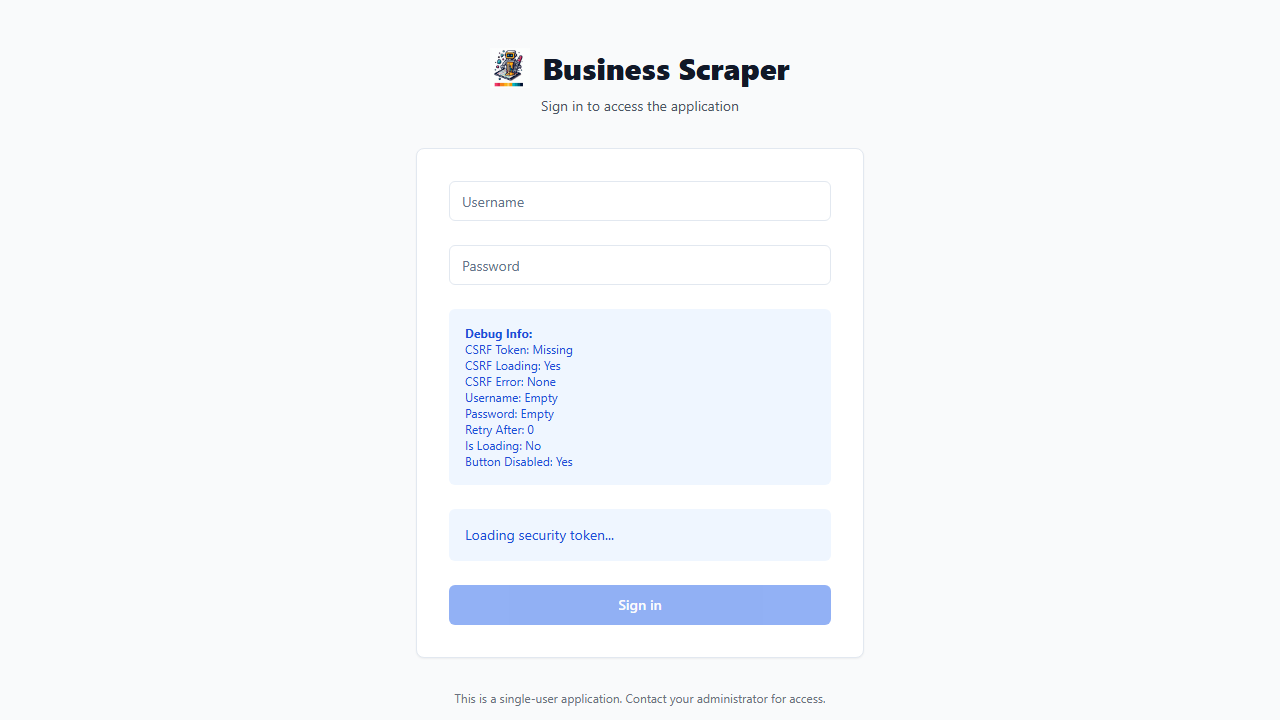 Business Scraper
Sign in to access the application
Username
Password
Debug Info:
CSRF Token: Missing
CSRF Loading: Yes
CSRF Error: None
Username: Empty
Password: Empty
Retry After: 0
Is Loading: No
Button Disabled: Yes
Loading security token...
Sign in
This is a single-user application. Contact your administrator for access.